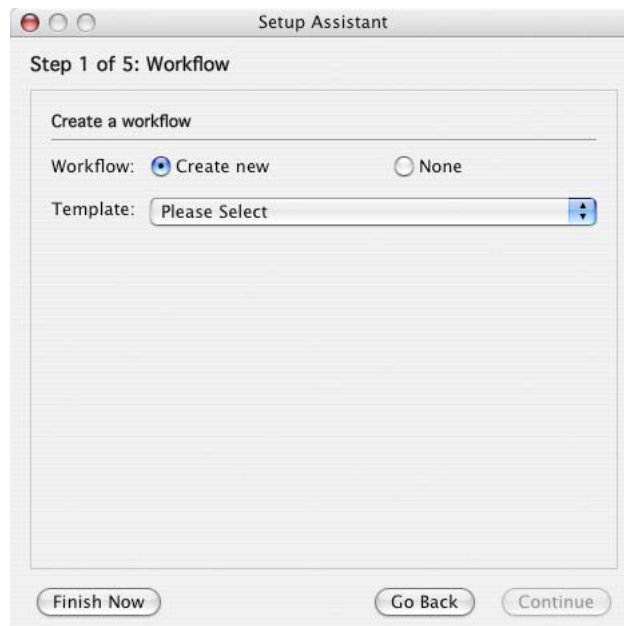 Setup Assistant
Step 1 of 5: Workflow
Create a workflow
Workflow: Create new None
Template: Please Select
Finish Now Go Back Continue